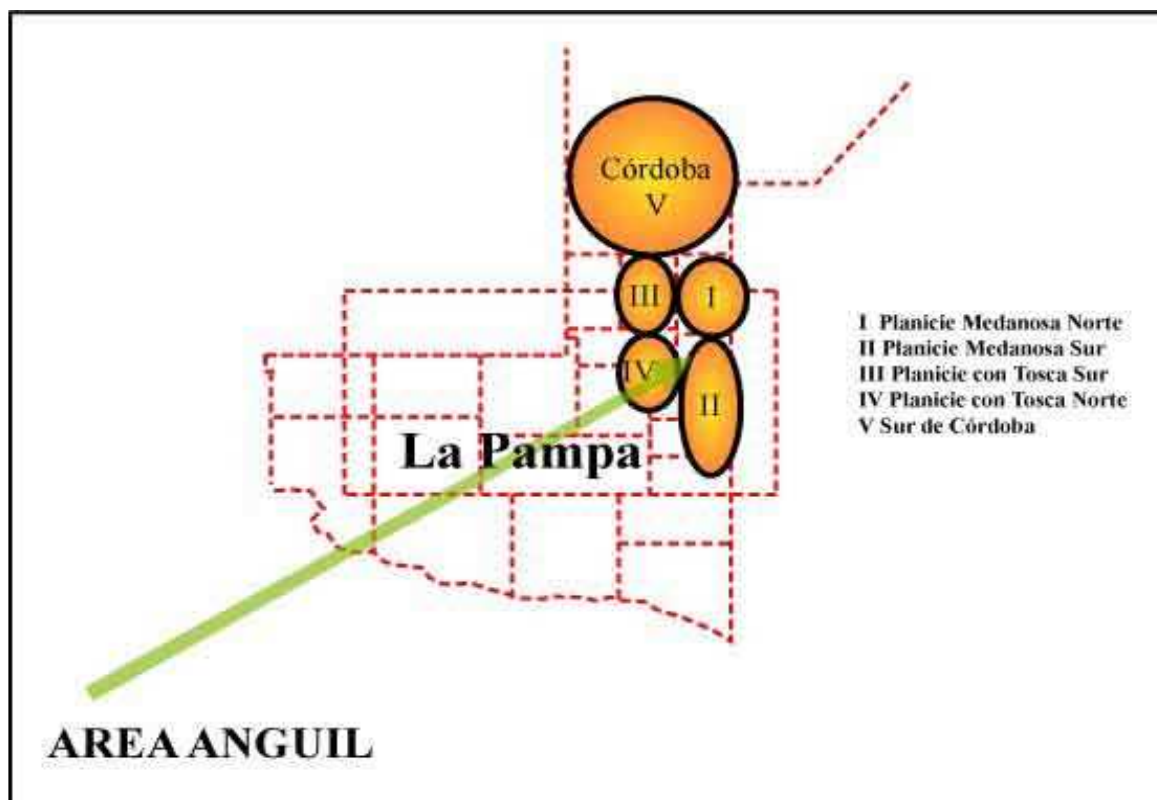 Córdoba
V
III
I
IV
II
La Pampa
I Planicie Medanosa Norte
II Planicie Medanosa Sur
III Planicie con Tosca Sur
IV Planicie con Tosca Norte
V Sur de Córdoba
AREA ANGUIL